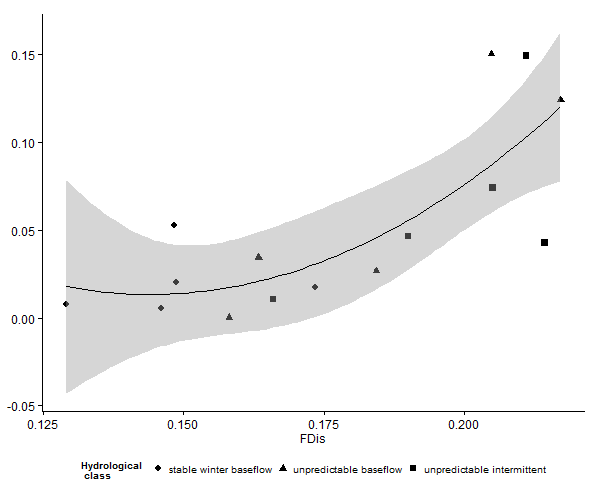 0.15
0.10
0.05
0.00
-0.05
0.125 0.150 0.175 0.200
FDis
Hydrological
class
stable winter baseflow unpredictable baseflow unpredictable intermittent